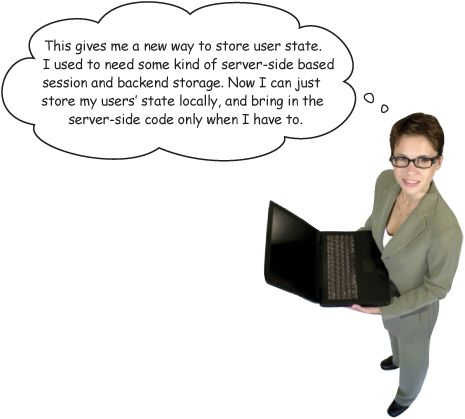 This gives me a new way to store user state.
I used to need some kind of server-side based
session and backend storage. Now I can just
store my users' state locally, and bring in the
server-side code only when I have to.